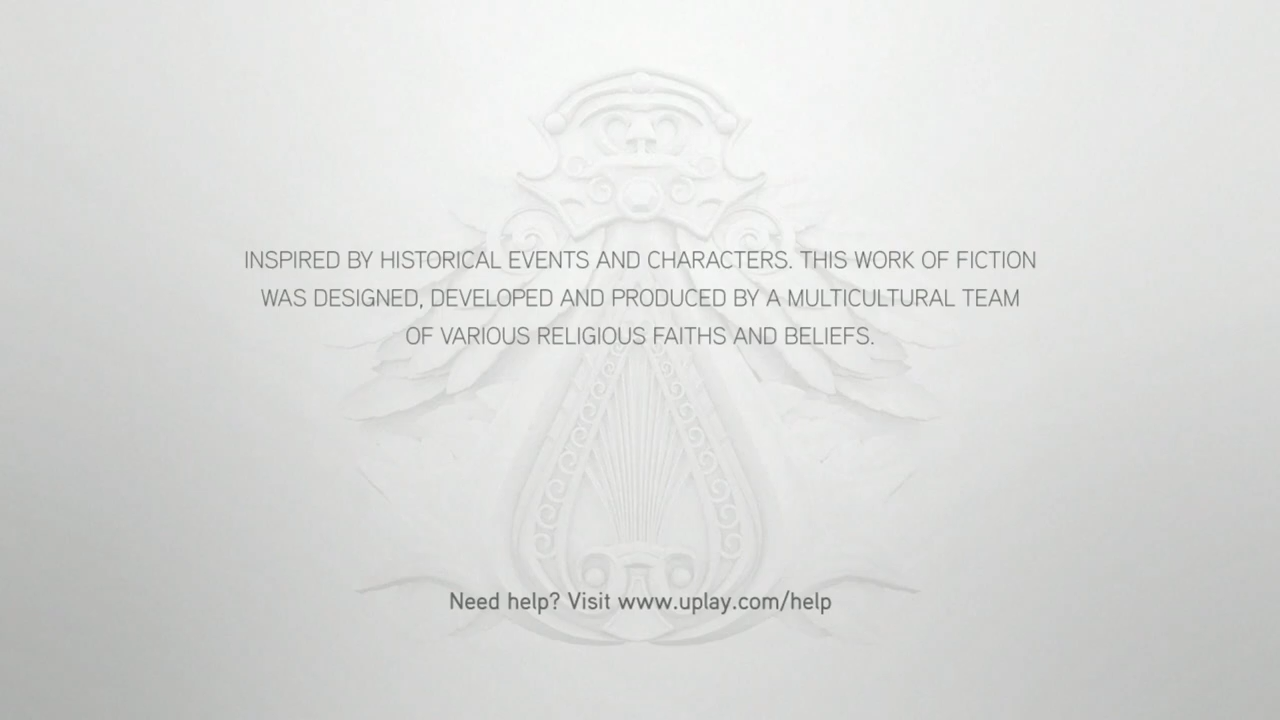 INSPIRED BY HISTORICAL EVENTS AND CHARACTERS. THIS WORK OF FICTION
WAS DESIGNED, DEVELOPED AND PRODUCED BY A MULTICULTURAL TEAM
OF VARIOUS RELIGIOUS FAITHS AND BELIEFS.
Need help? Visit www.uplay.com/help